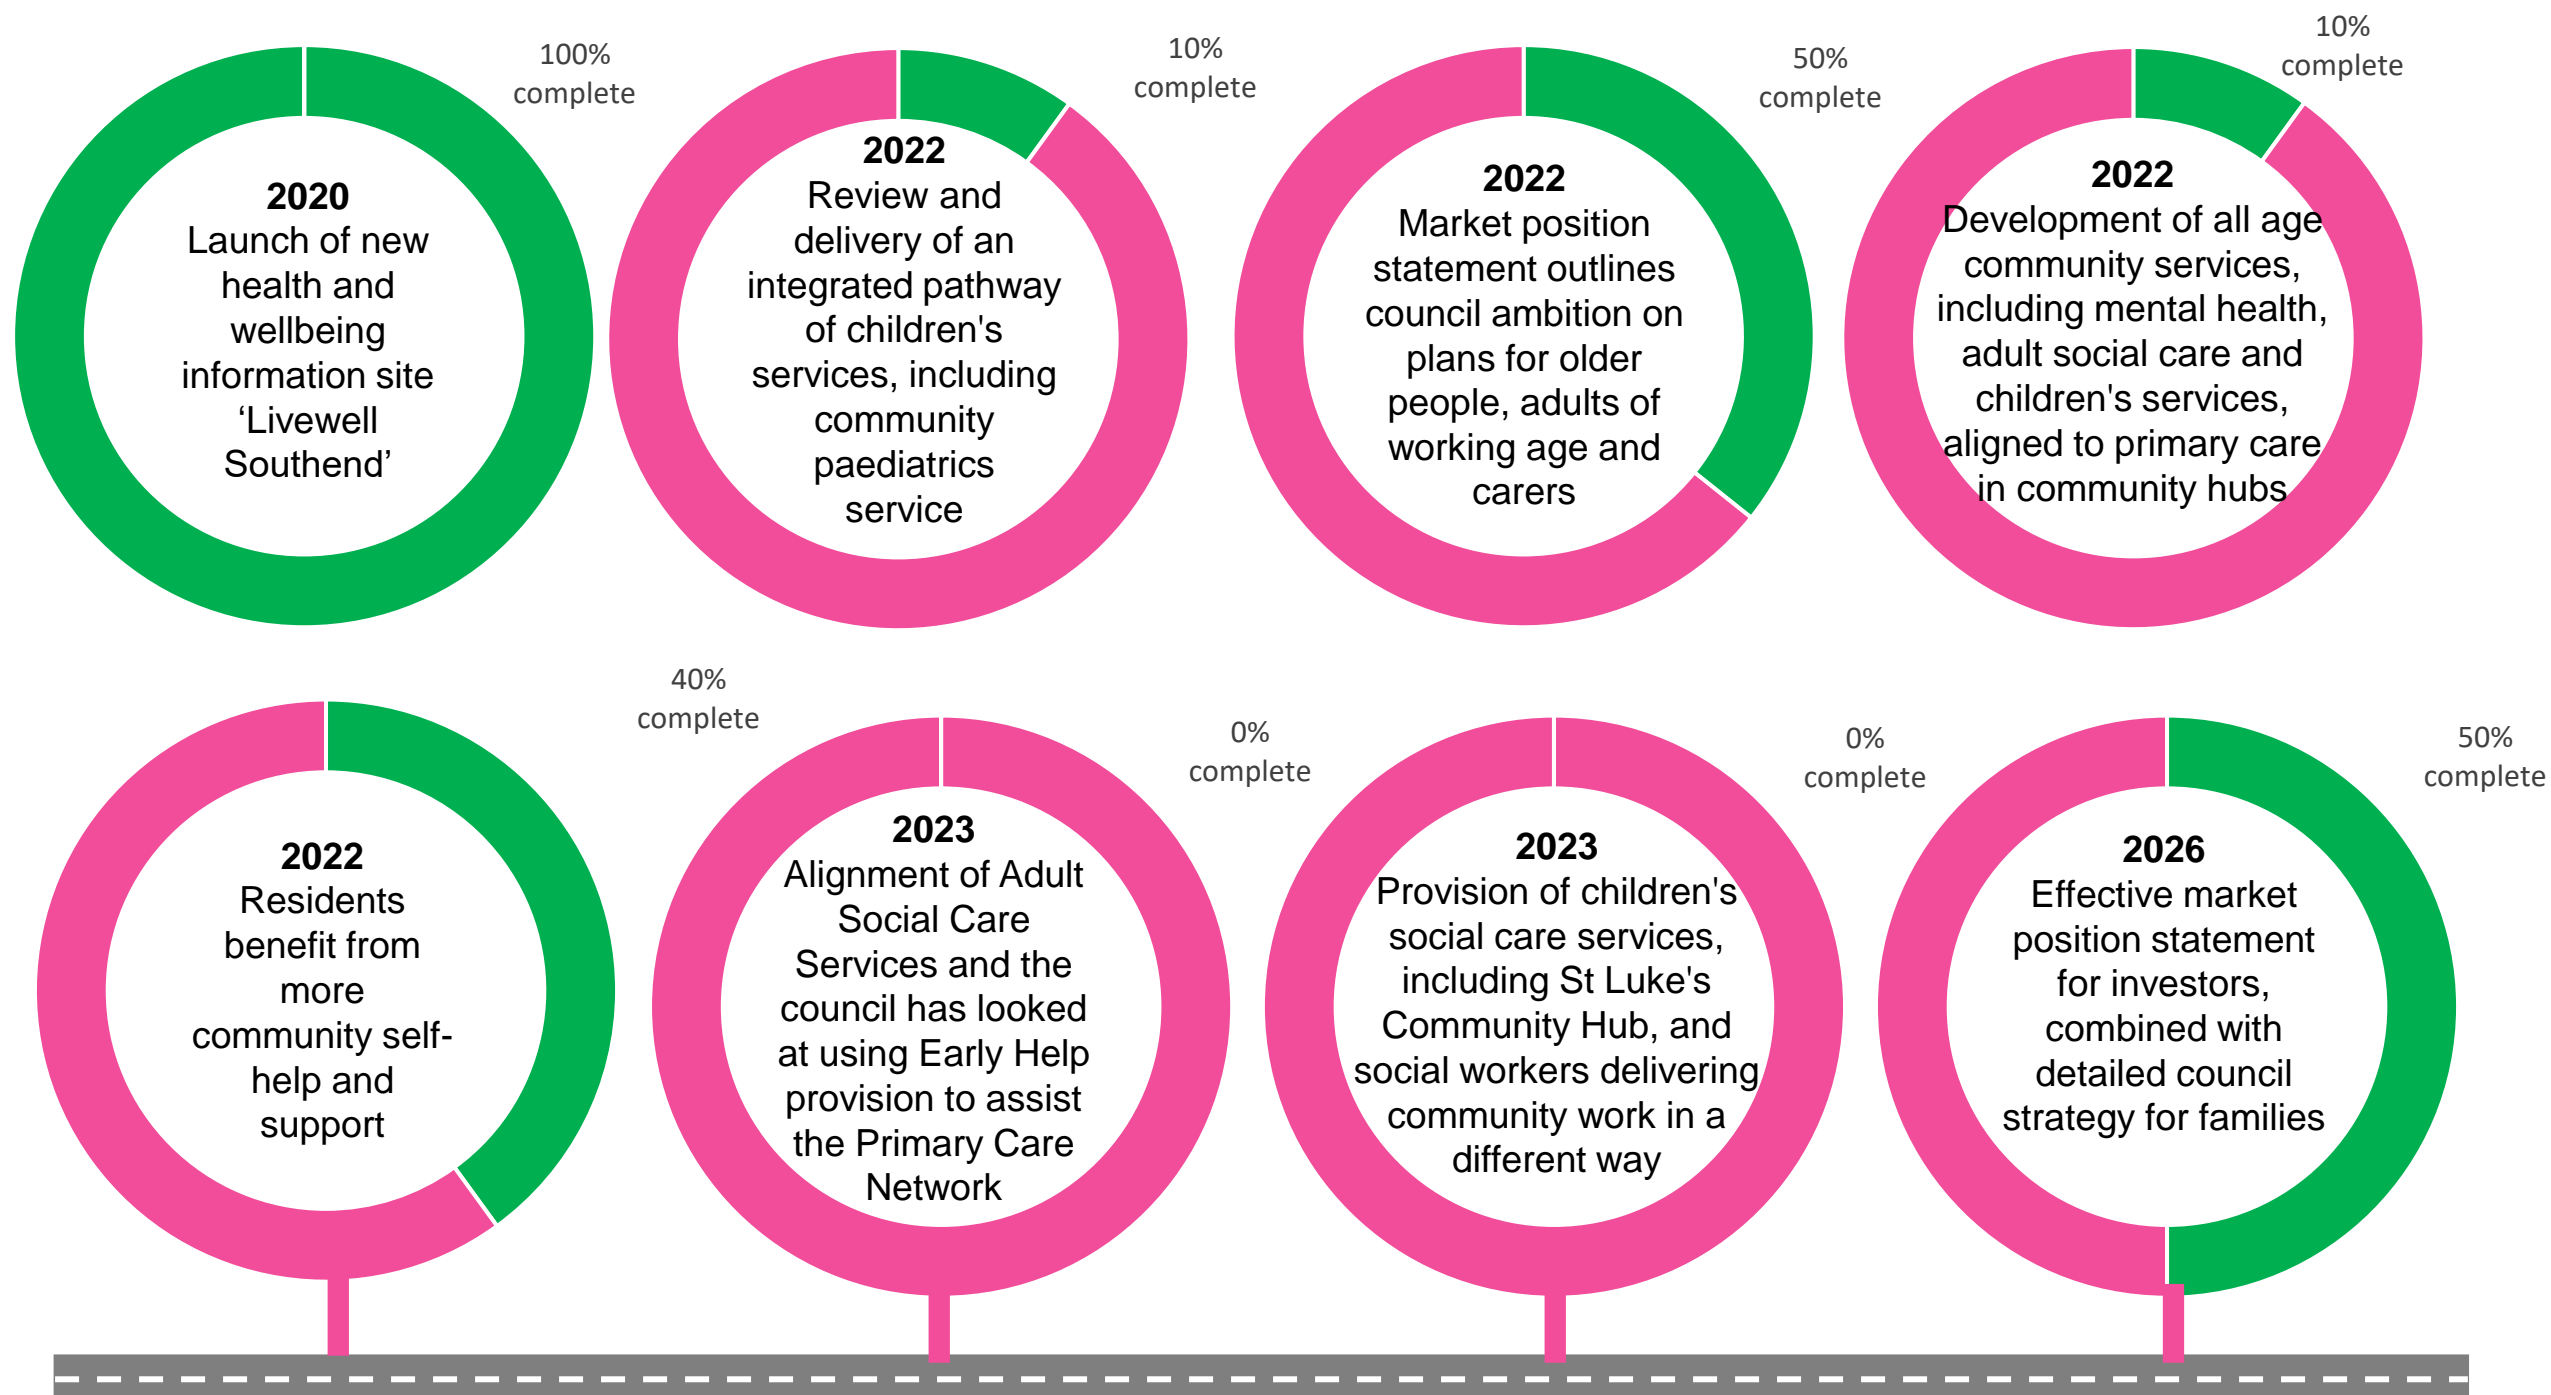 100%
complete
2020
Launch of new
health and
wellbeing
information site
‘Livewell
Southend’
10%
complete
2022
Review and
delivery of an
integrated pathway
of children's
services, including
community
paediatrics
service
50%
complete
2022
Market position
statement outlines
council ambition on
plans for older
people, adults of
working age and
carers
10%
complete
2022
Development of all age
community services,
including mental health,
adult social care and
children's services,
aligned to primary care
in community hubs
40%
complete
2022
Residents
benefit from
more
community self-
help and
support
0%
complete
2023
Alignment of Adult
Social Care
Services and the
council has looked
at using Early Help
provision to assist
the Primary Care
Network
0%
complete
2023
Provision of children's
social care services,
including St Luke's
Community Hub, and
social workers delivering
community work in a
different way
50%
complete
2026
Effective market
position statement
for investors,
combined with
detailed council
strategy for families